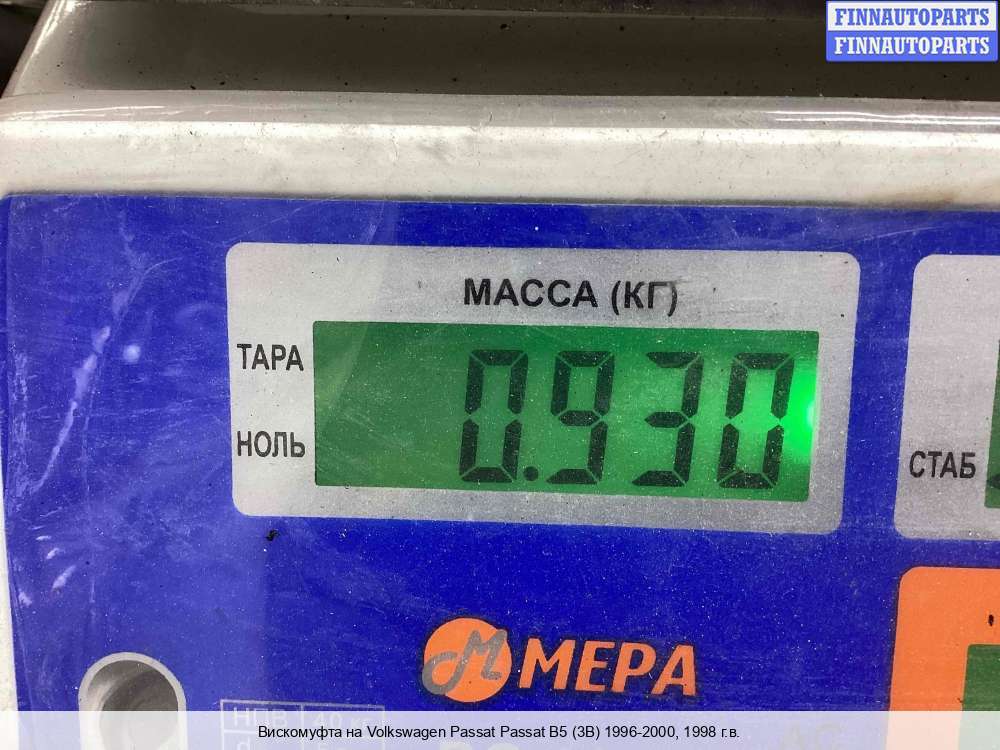 FINNAUTOPARTS
FINNAUTOPARTS
МАССА (КГ)
ТАРА
0.930
НОЛЬ
СТАБ
МЕРА
НПВ 40 кг
Вискомуфта на Volkswagen Passat Passat B5 (3B) 1996-2000, 1998 г.в.